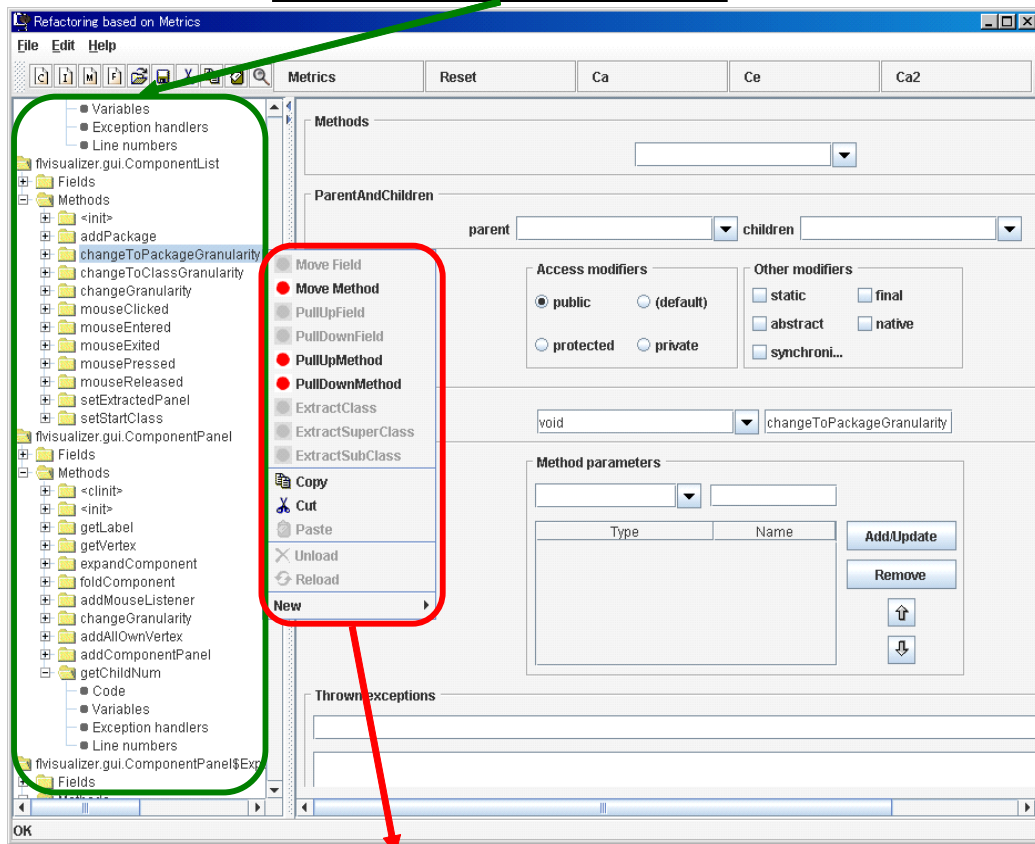 Refactoring based on Metrics
File Edit Help
C I M F Metrics Reset Ca Ce Ca2
Variables
Exception handlers
Line numbers
flvisualizer.gui.ComponentList
Fields
Methods
<init>
addPackage
changeToPackageGranularity
changeToClassGranularity
changeGranularity
mouseClicked
mouseEntered
mouseExited
mousePressed
mouseReleased
setExtractedPanel
setStartClass
flvisualizer.gui.ComponentPanel
Fields
Methods
<clinit>
<init>
getLabel
getVertex
expandComponent
foldComponent
addMouseListener
changeGranularity
addAllOwnVertex
addComponentPanel
getChildNum
Code
Variables
Exception handlers
Line numbers
flvisualizer.gui.ComponentPanel$Exp
Fields
Methods
Move Field
Move Method
PullUpField
PullDownField
PullUpMethod
PullDownMethod
ExtractClass
ExtractSuperClass
ExtractSubClass
Copy
Cut
Paste
Unload
Reload
New
Methods
ParentAndChildren
parent children
Access modifiers
public (default)
protected private
Other modifiers
static final
abstract native
synchroni...
void changeToPackageGranularity
Method parameters
Type Name
Add/Update
Remove
Thrown exceptions
OK